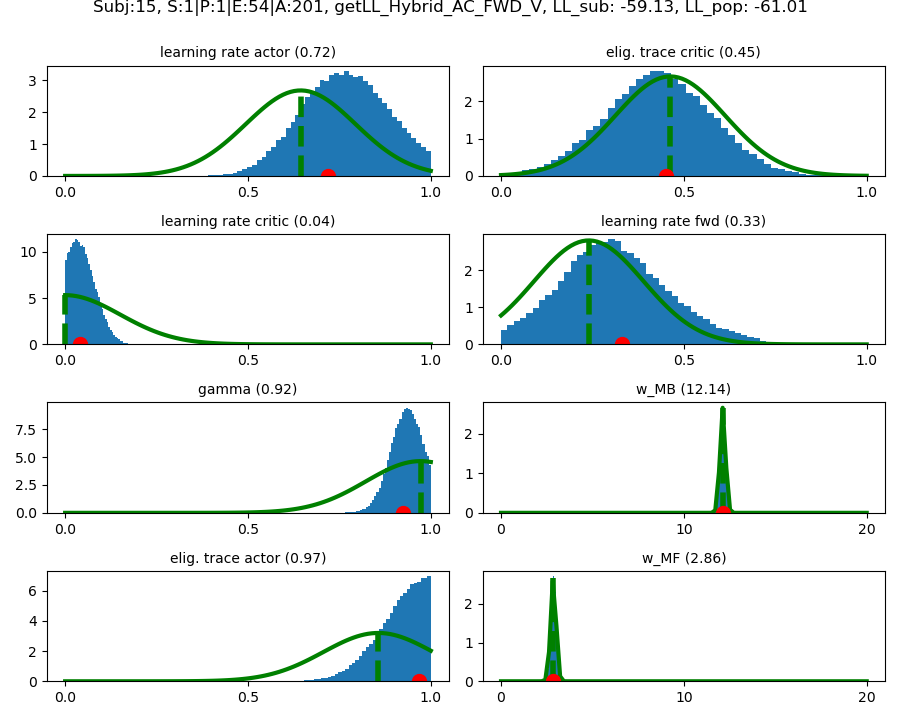 Subj:15, S:1|P:1|E:54|A:201, getLL_Hybrid_AC_FWD_V, LL_sub: -59.13, LL_pop: -61.01
learning rate actor (0.72)
3
2
1
0
0.0 0.5 1.0
elig. trace critic (0.45)
2
1
0
0.0 0.5 1.0
learning rate critic (0.04)
10
5
0
0.0 0.5 1.0
learning rate fwd (0.33)
2
1
0
0.0 0.5 1.0
gamma (0.92)
7.5
5.0
2.5
0.0
0.0 0.5 1.0
w_MB (12.14)
2
1
0
0 10 20
elig. trace actor (0.97)
6
4
2
0
0.0 0.5 1.0
w_MF (2.86)
2
1
0
0 10 20